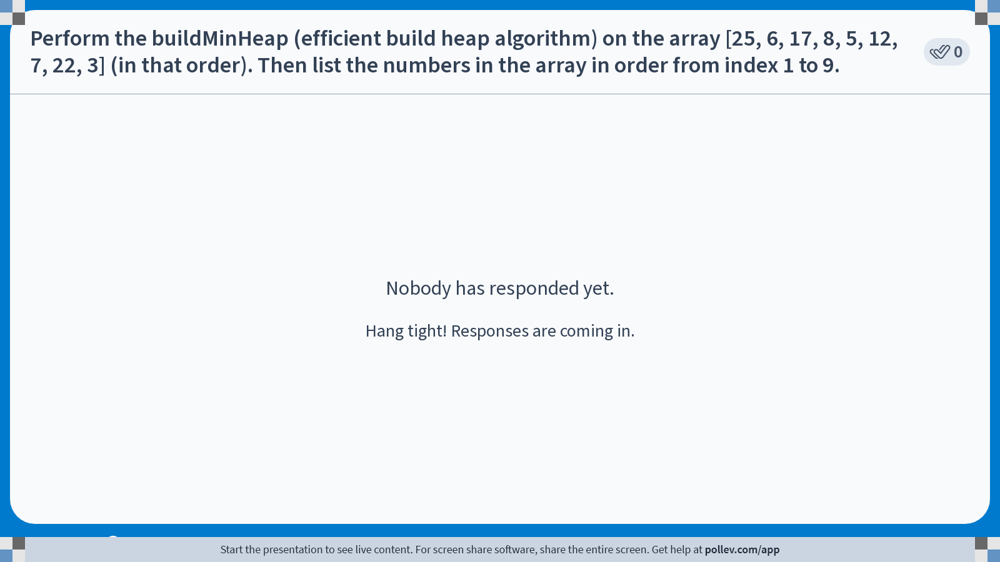 Perform the buildMinHeap (efficient build heap algorithm) on the array [25, 6, 17, 8, 5, 12,
7, 22, 3] (in that order). Then list the numbers in the array in order from index 1 to 9.
0
Nobody has responded yet.
Hang tight! Responses are coming in.
Start the presentation to see live content. For screen share software, share the entire screen. Get help at pollev.com/app